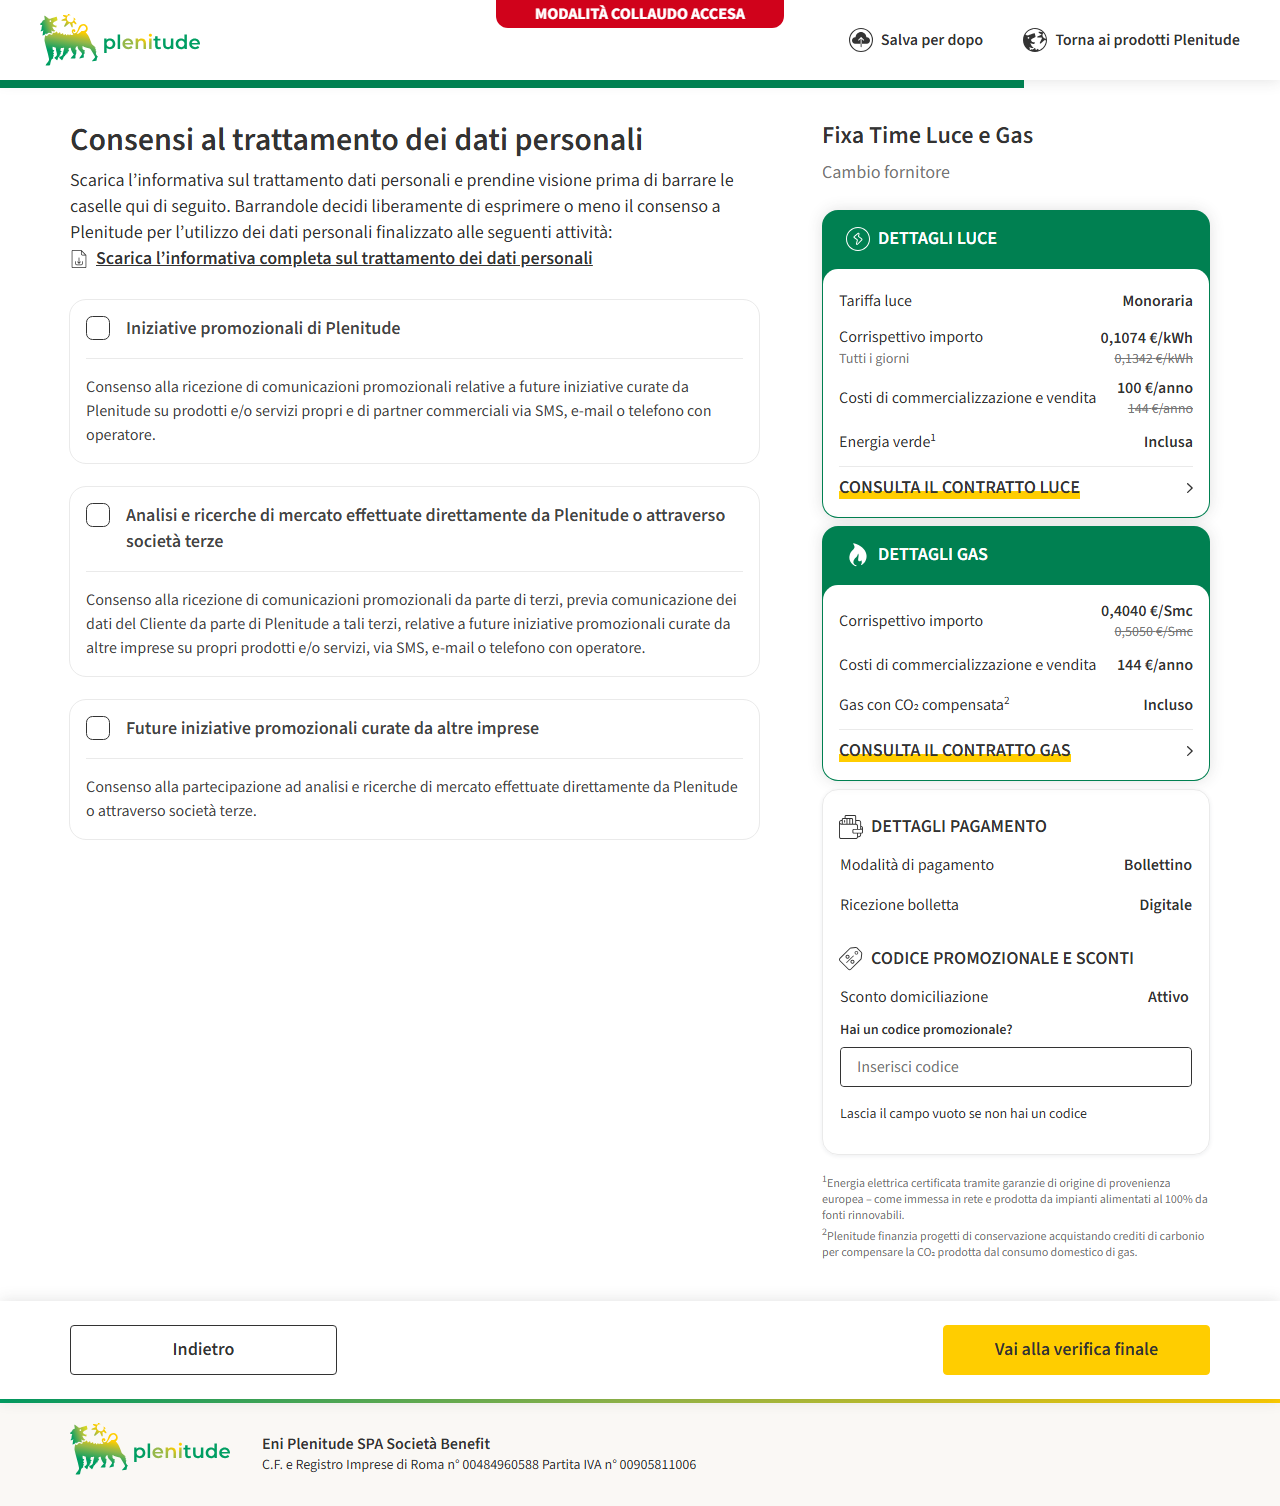 MODALITÀ COLLAUDO ACCESA
plenitude
Salva per dopo
Torna ai prodotti Plenitude
Consensi al trattamento dei dati personali
Scarica l’informativa sul trattamento dati personali e prendine visione prima di barrare le
caselle qui di seguito. Barrandole decidi liberamente di esprimere o meno il consenso a
Plenitude per l’utilizzo dei dati personali finalizzato alle seguenti attività:
Scarica l’informativa completa sul trattamento dei dati personali
Iniziative promozionali di Plenitude
Consenso alla ricezione di comunicazioni promozionali relative a future iniziative curate da
Plenitude su prodotti e/o servizi propri e di partner commerciali via SMS, e-mail o telefono con
operatore.
Analisi e ricerche di mercato effettuate direttamente da Plenitude o attraverso
società terze
Consenso alla ricezione di comunicazioni promozionali da parte di terzi, previa comunicazione dei
dati del Cliente da parte di Plenitude a tali terzi, relative a future iniziative promozionali curate da
altre imprese su propri prodotti e/o servizi, via SMS, e-mail o telefono con operatore.
Future iniziative promozionali curate da altre imprese
Consenso alla partecipazione ad analisi e ricerche di mercato effettuate direttamente da Plenitude
o attraverso società terze.
Fixa Time Luce e Gas
Cambio fornitore
DETTAGLI LUCE
Tariffa luce Monoraria
Corrispettivo importo 0,1074 €/kWh
Tutti i giorni 0,1342 €/kWh
Costi di commercializzazione e vendita 100 €/anno
144 €/anno
Energia verde¹ Inclusa
CONSULTA IL CONTRATTO LUCE
DETTAGLI GAS
Corrispettivo importo 0,4040 €/Smc
0,5050 €/Smc
Costi di commercializzazione e vendita 144 €/anno
Gas con CO₂ compensata² Incluso
CONSULTA IL CONTRATTO GAS
DETTAGLI PAGAMENTO
Modalità di pagamento Bollettino
Ricezione bolletta Digitale
CODICE PROMOZIONALE E SCONTI
Sconto domiciliazione Attivo
Hai un codice promozionale?
Inserisci codice
Lascia il campo vuoto se non hai un codice
¹Energia elettrica certificata tramite garanzie di origine di provenienza
europea – come immessa in rete e prodotta da impianti alimentati al 100% da
fonti rinnovabili.
²Plenitude finanzia progetti di conservazione acquistando crediti di carbonio
per compensare la CO₂ prodotta dal consumo domestico di gas.
Indietro
Vai alla verifica finale
plenitude
Eni Plenitude SPA Società Benefit
C.F. e Registro Imprese di Roma n° 00484960588 Partita IVA n° 00905811006